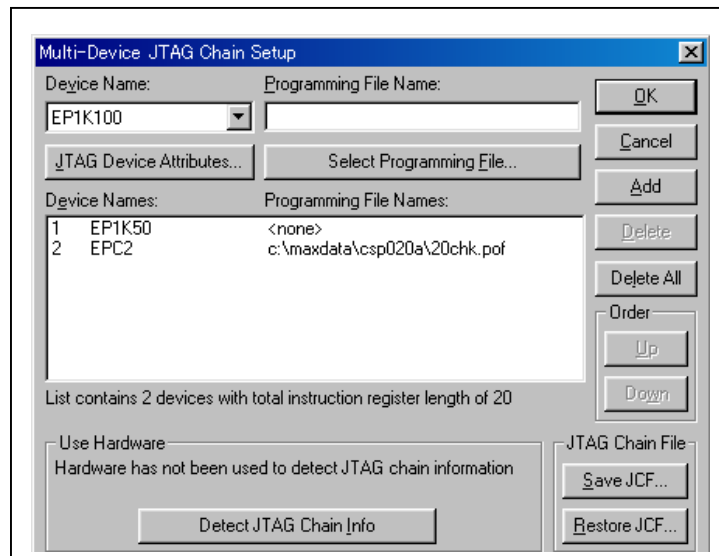 Multi-Device JTAG Chain Setup
Device Name:
Programming File Name:
EP1K100
JTAG Device Attributes...
Select Programming File...
Device Names:
Programming File Names:
1 EP1K50 <none>
2 EPC2 c:\maxdata\csp020a\20chk.pof
List contains 2 devices with total instruction register length of 20
OK
Cancel
Add
Delete
Delete All
Order
Up
Down
Use Hardware
Hardware has not been used to detect JTAG chain information
Detect JTAG Chain Info
JTAG Chain File
Save JCF...
Restore JCF...